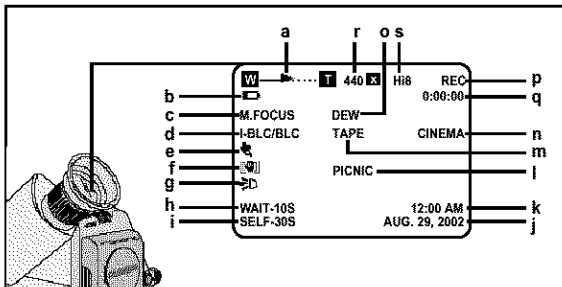 a r o s
W T 440 X Hi8 REC p
b 0:00:00 q
c M.FOCUS DEW o
d I-BLC/BLC TAPE CINEMA n
e m
f PICNIC l
g
h WAIT-10S 12:00 AM k
i SELF-30S AUG. 29, 2002 j